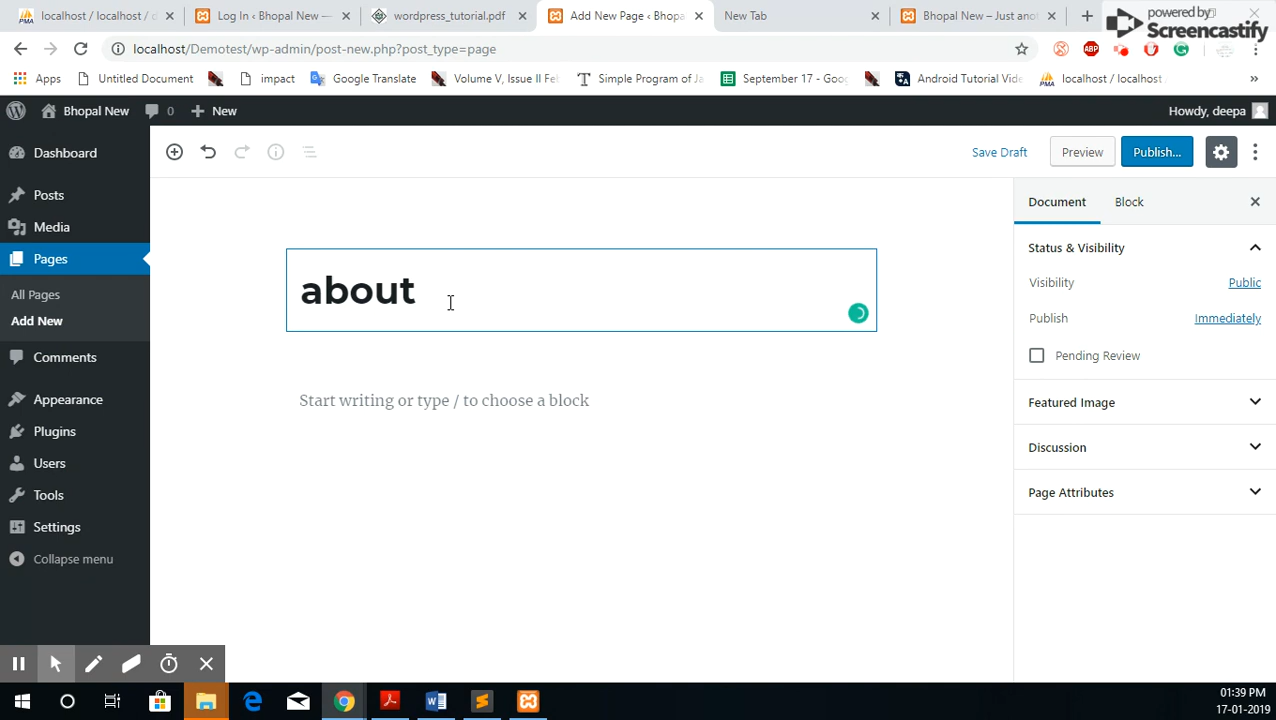 localhost / localhost / d
Log In ‹ Bhopal New —
wordpress_tutorial.pdf
Add New Page ‹ Bhopa
New Tab
Bhopal New – Just ano
powered by
Screencastify
localhost/Demotest/wp-admin/post-new.php?post_type=page
ABP
Apps
Untitled Document
impact
Google Translate
Volume V, Issue II Fe
Simple Program of Ja
September 17 - Goog
Android Tutorial Vide
localhost / localhost
Bhopal New
0
New
Howdy, deepa
Dashboard
Posts
Media
Pages
All Pages
Add New
Comments
Appearance
Plugins
Users
Tools
Settings
Collapse menu
Save Draft
Preview
Publish...
about
Start writing or type / to choose a block
Document
Block
Status & Visibility
Visibility
Public
Publish
Immediately
Pending Review
Featured Image
Discussion
Page Attributes
01:39 PM
17-01-2019